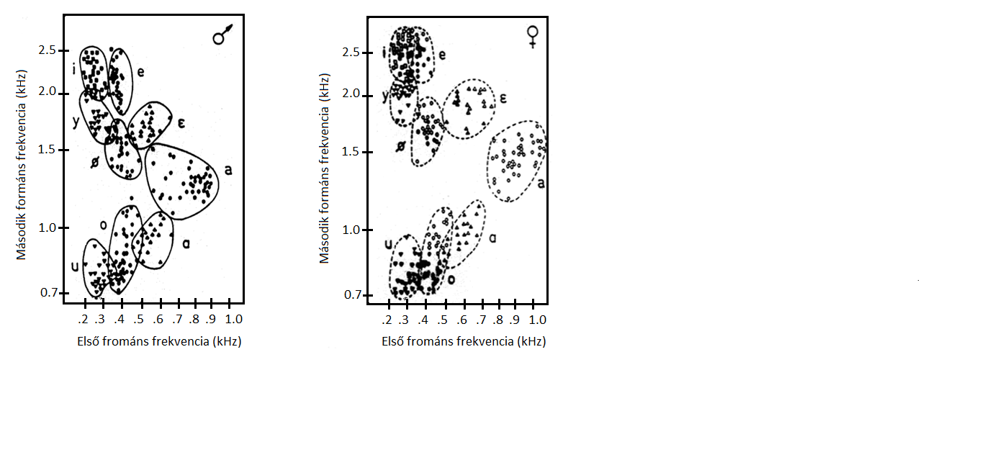 ♂
2.5
i
e
2.0
y
ε
1.5
ø
a
o
1.0
ɑ
u
0.7
.2 .3 .4 .5 .6 .7 .8 .9 1.0
Első frománs frekvencia (kHz)
Második formáns frekvencia (kHz)
♀
2.5
i
e
2.0
y
ε
1.5
ø
a
1.0
u
ɑ
o
0.7
.2 .3 .4 .5 .6 .7 .8 .9 1.0
Első frománs frekvencia (kHz)
Második formáns frekvencia (kHz)